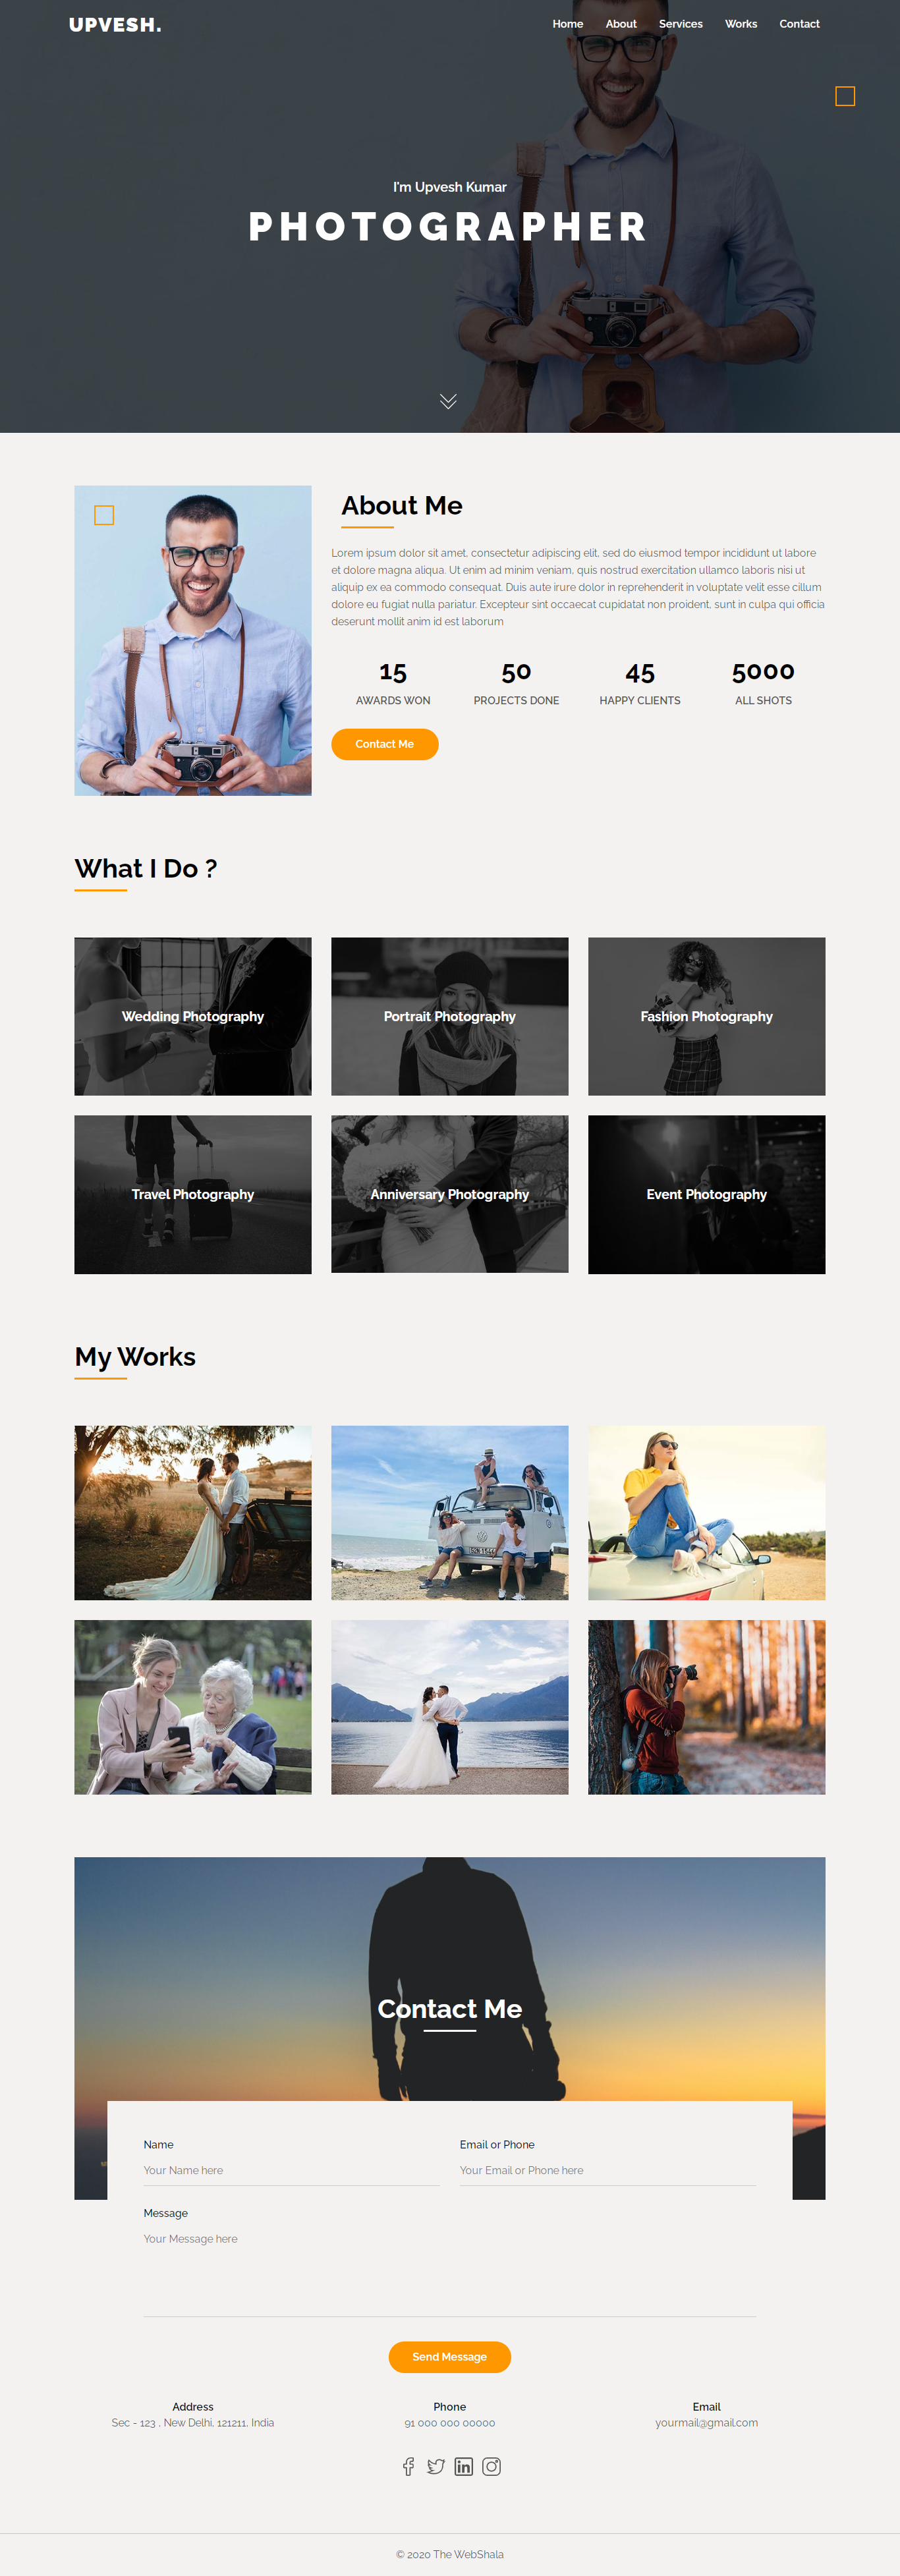 UPVESH.
Home About Services Works Contact
I'm Upvesh Kumar
PHOTOGRAPHER
About Me
Lorem ipsum dolor sit amet, consectetur adipiscing elit, sed do eiusmod tempor incididunt ut labore
et dolore magna aliqua. Ut enim ad minim veniam, quis nostrud exercitation ullamco laboris nisi ut
aliquip ex ea commodo consequat. Duis aute irure dolor in reprehenderit in voluptate velit esse cillum
dolore eu fugiat nulla pariatur. Excepteur sint occaecat cupidatat non proident, sunt in culpa qui officia
deserunt mollit anim id est laborum
15 50 45 5000
AWARDS WON PROJECTS DONE HAPPY CLIENTS ALL SHOTS
Contact Me
What I Do ?
Wedding Photography Portrait Photography Fashion Photography
Travel Photography Anniversary Photography Event Photography
My Works
Contact Me
Name Email or Phone
Your Name here Your Email or Phone here
Message
Your Message here
Send Message
Address Phone Email
Sec - 123 , New Delhi, 121211, India 91 000 000 00000 yourmail@gmail.com
© 2020 The WebShala